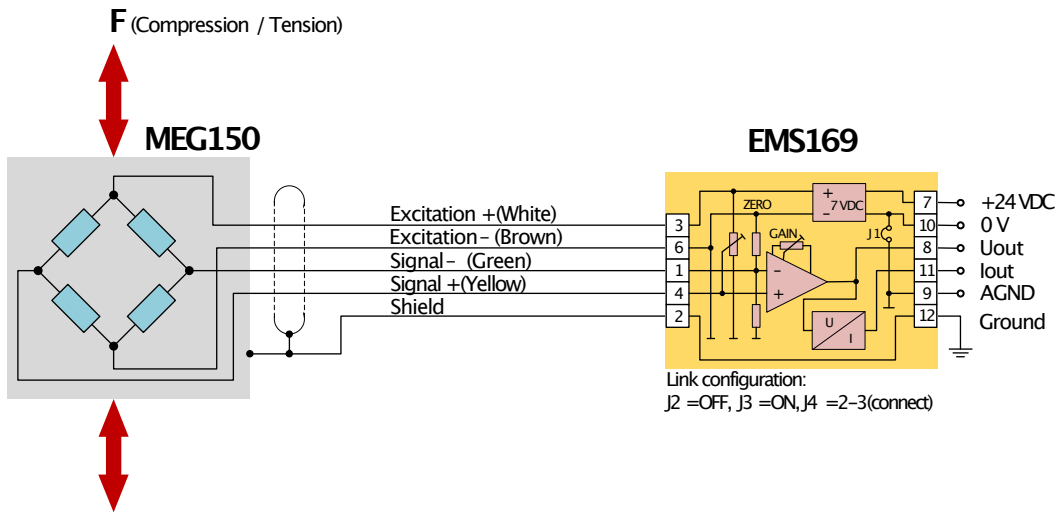 F (Compression / Tension)
MEG150
EMS169
Excitation +(White)
Excitation– (Brown)
Signal– (Green)
Signal +(Yellow)
Shield
3
6
1
4
2
ZERO
GAIN
+
–
7 VDC
J1
–
+
U
I
7
10
8
11
9
12
+24 VDC
0 V
Uout
Iout
AGND
Ground
Link configuration:
J2 =OFF, J3 =ON, J4 =2–3(connect)